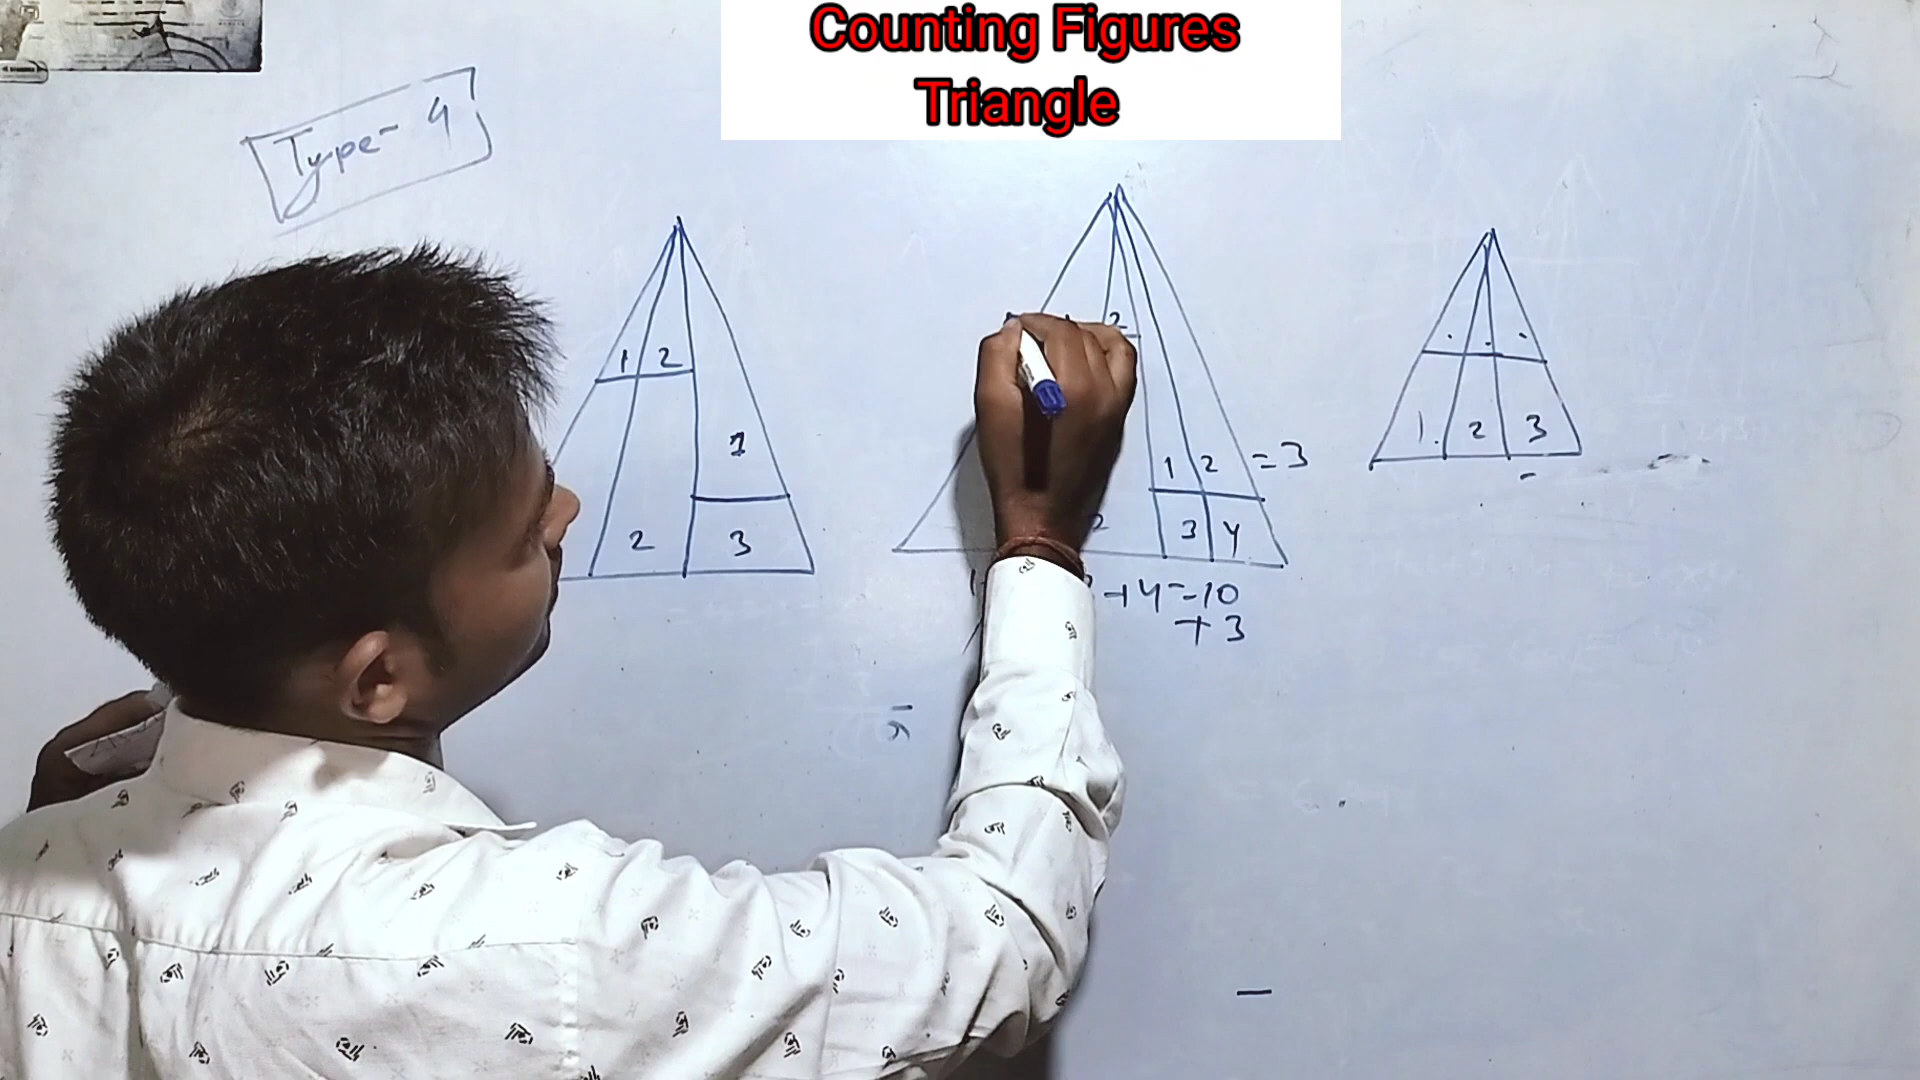 Counting Figures
Triangle
Type- 4
1 2
1
2 3
2
1 2 =3
3 4
+4=10
+3
1. 2 3